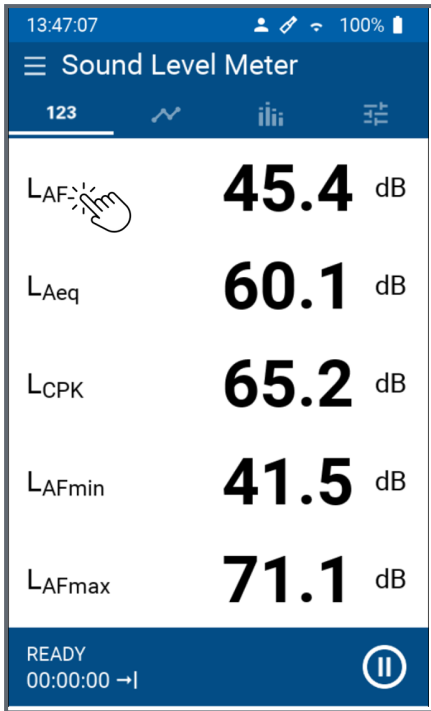 13:47:07 100%
Sound Level Meter
123
LAF 45.4 dB
LAeq 60.1 dB
LCPK 65.2 dB
LAFmin 41.5 dB
LAFmax 71.1 dB
READY
00:00:00